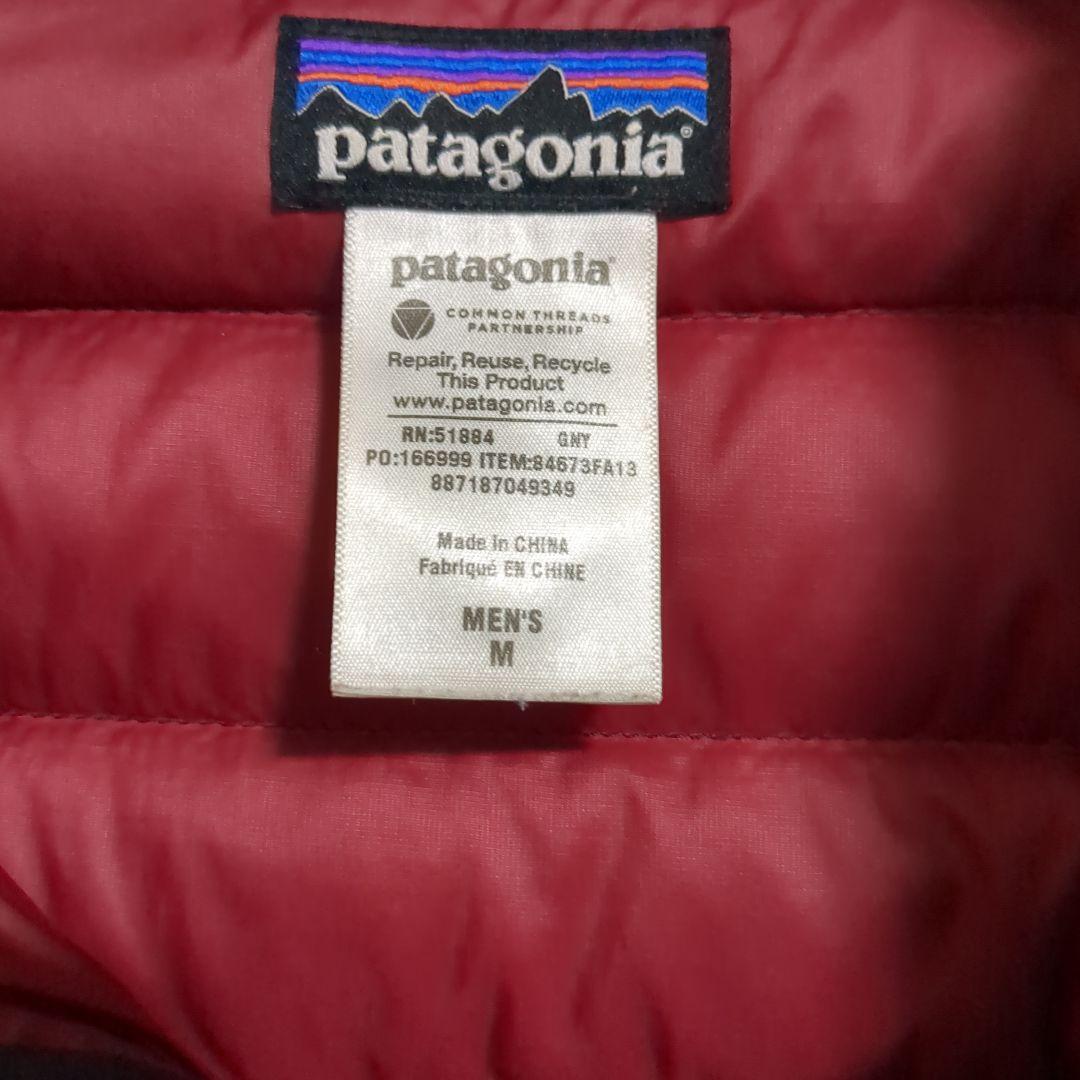 patagonia®
patagonia®
COMMON THREADS
PARTNERSHIP
Repair, Reuse, Recycle
This Product
www.patagonia.com
RN:51884 GNY
PO:166999 ITEM:84673FA13
887187049349
Made in CHINA
Fabriqué EN CHINE
MEN'S
M